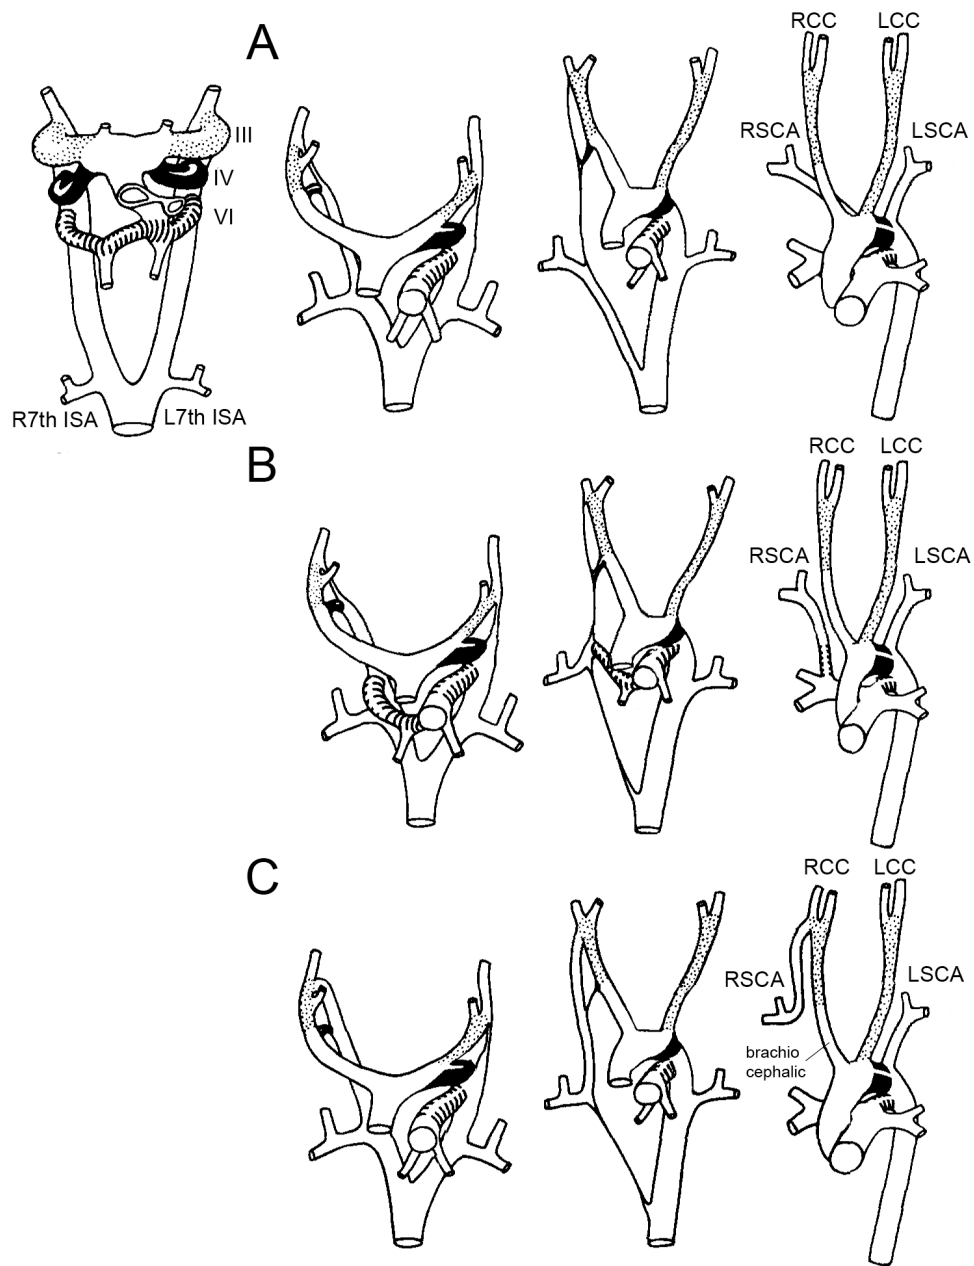 A
RCC LCC
RSCA LSCA
III
IV
VI
R7th ISA L7th ISA
B
RCC LCC
RSCA LSCA
C
RCC LCC
RSCA LSCA
brachio
cephalic